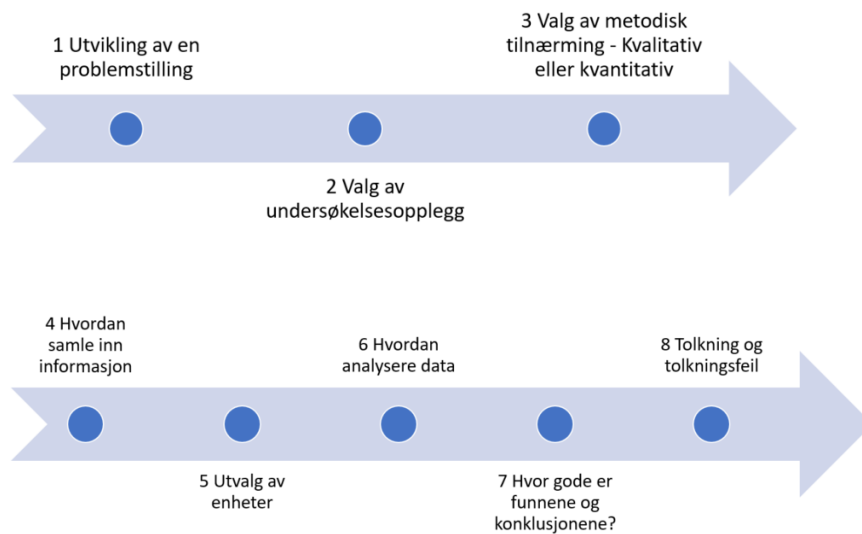 1 Utvikling av en
problemstilling
2 Valg av
undersøkelsesopplegg
3 Valg av metodisk
tilnærming - Kvalitativ
eller kvantitativ
4 Hvordan
samle inn
informasjon
5 Utvalg av
enheter
6 Hvordan
analysere data
7 Hvor gode er
funnene og
konklusjonene?
8 Tolkning og
tolkningsfeil